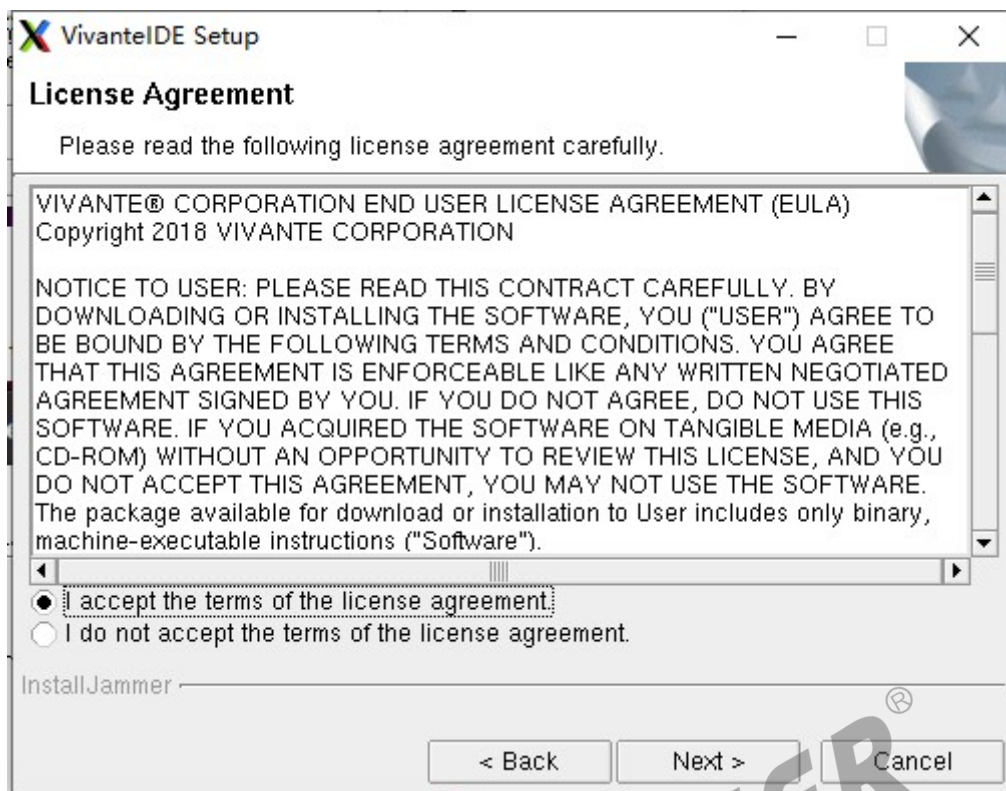 VivanteIDE Setup
License Agreement
Please read the following license agreement carefully.
VIVANTE® CORPORATION END USER LICENSE AGREEMENT (EULA)
Copyright 2018 VIVANTE CORPORATION
NOTICE TO USER: PLEASE READ THIS CONTRACT CAREFULLY. BY
DOWNLOADING OR INSTALLING THE SOFTWARE, YOU ("USER") AGREE TO
BE BOUND BY THE FOLLOWING TERMS AND CONDITIONS. YOU AGREE
THAT THIS AGREEMENT IS ENFORCEABLE LIKE ANY WRITTEN NEGOTIATED
AGREEMENT SIGNED BY YOU. IF YOU DO NOT AGREE, DO NOT USE THIS
SOFTWARE. IF YOU ACQUIRED THE SOFTWARE ON TANGIBLE MEDIA (e.g.,
CD-ROM) WITHOUT AN OPPORTUNITY TO REVIEW THIS LICENSE, AND YOU
DO NOT ACCEPT THIS AGREEMENT, YOU MAY NOT USE THE SOFTWARE.
The package available for download or installation to User includes only binary,
machine-executable instructions ("Software").
I accept the terms of the license agreement.
I do not accept the terms of the license agreement.
InstallJammer
®
< Back Next > Cancel